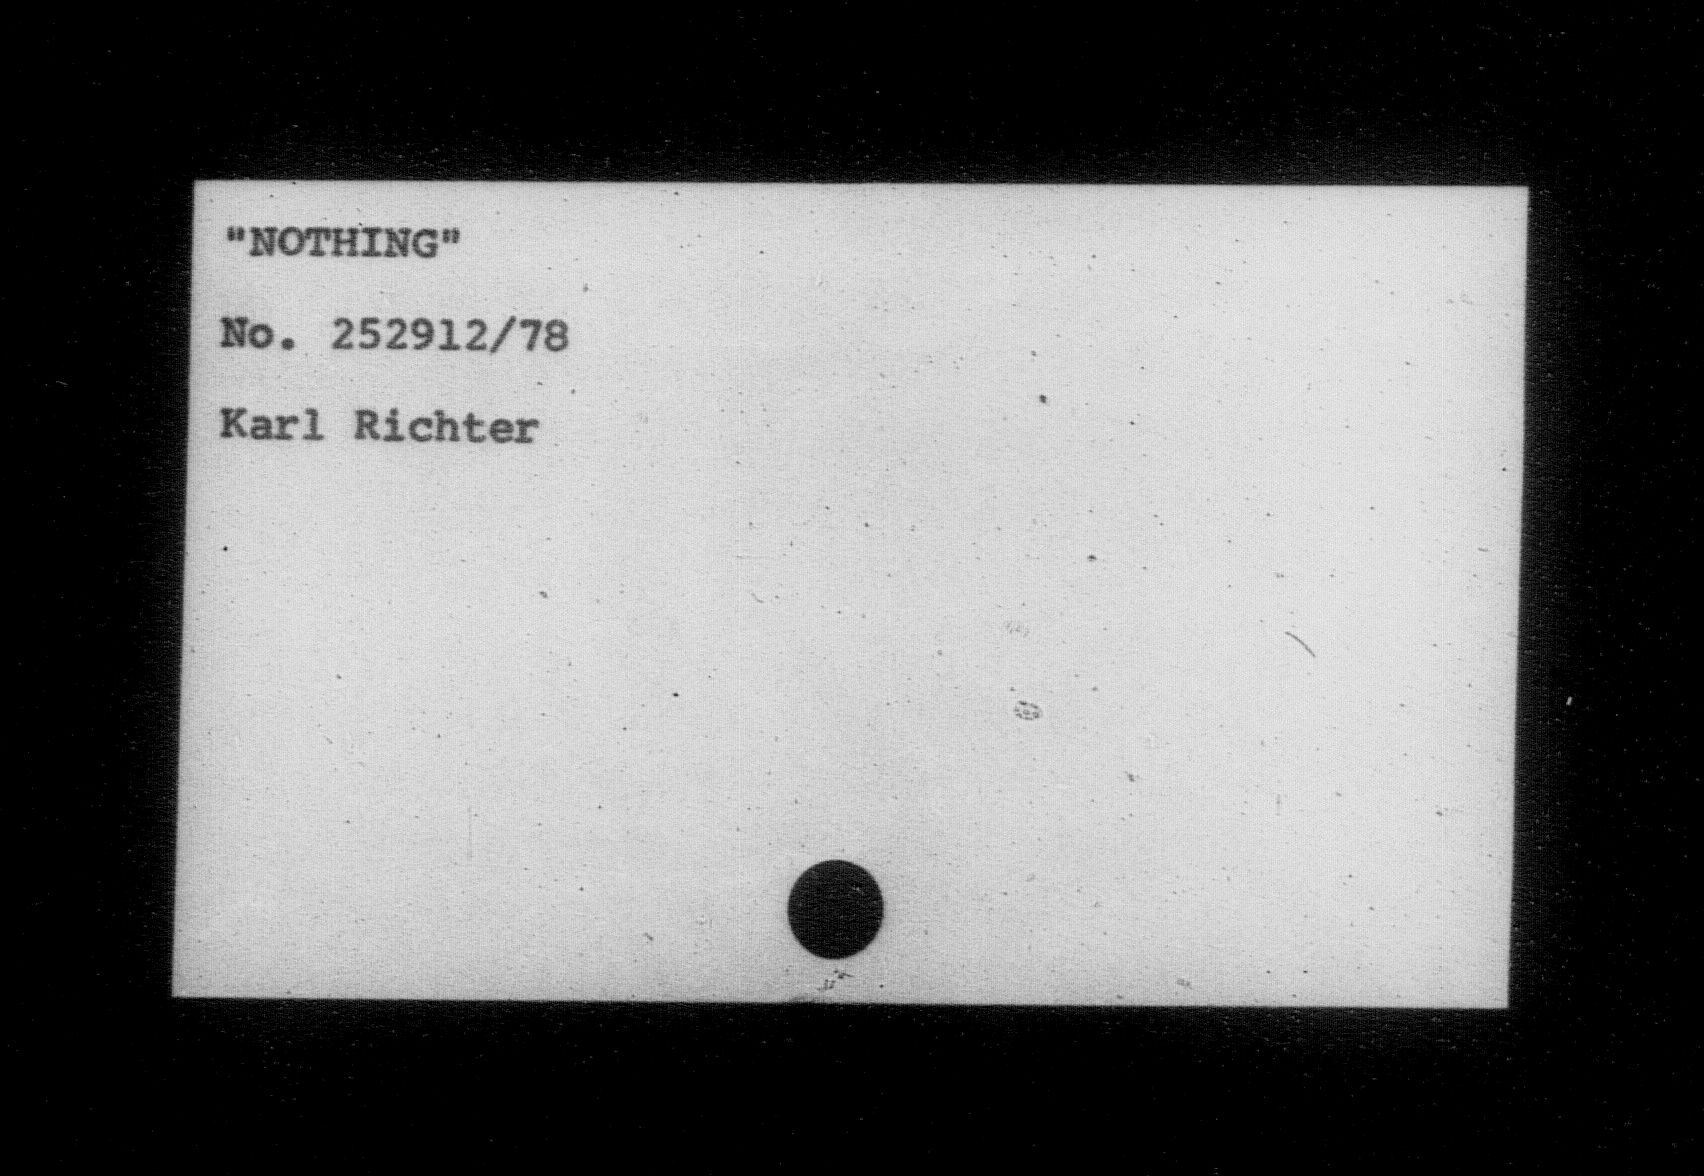 "NOTHING"
No. 252912/78
Karl Richter